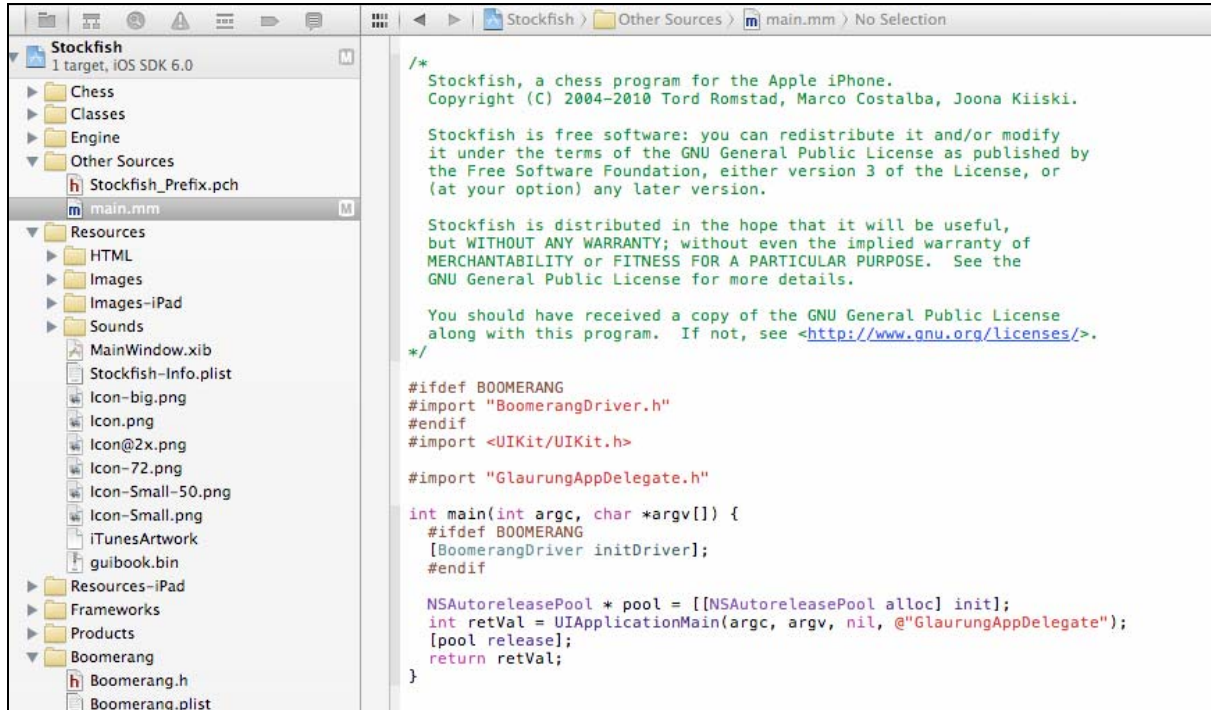 Stockfish
1 target, iOS SDK 6.0
M
Chess
Classes
Engine
Other Sources
h Stockfish_Prefix.pch
m main.mm M
Resources
HTML
Images
Images-iPad
Sounds
MainWindow.xib
Stockfish-Info.plist
Icon-big.png
Icon.png
Icon@2x.png
Icon-72.png
Icon-Small-50.png
Icon-Small.png
iTunesArtwork
guibook.bin
Resources-iPad
Frameworks
Products
Boomerang
h Boomerang.h
Boomerang.plist
Stockfish Other Sources m main.mm No Selection
/*
Stockfish, a chess program for the Apple iPhone.
Copyright (C) 2004-2010 Tord Romstad, Marco Costalba, Joona Kiiski.
Stockfish is free software: you can redistribute it and/or modify
it under the terms of the GNU General Public License as published by
the Free Software Foundation, either version 3 of the License, or
(at your option) any later version.
Stockfish is distributed in the hope that it will be useful,
but WITHOUT ANY WARRANTY; without even the implied warranty of
MERCHANTABILITY or FITNESS FOR A PARTICULAR PURPOSE.  See the
GNU General Public License for more details.
You should have received a copy of the GNU General Public License
along with this program.  If not, see <http://www.gnu.org/licenses/>.
*/
#ifdef BOOMERANG
#import "BoomerangDriver.h"
#endif
#import <UIKit/UIKit.h>
#import "GlaurungAppDelegate.h"
int main(int argc, char *argv[]) {
#ifdef BOOMERANG
[BoomerangDriver initDriver];
#endif
NSAutoreleasePool * pool = [[NSAutoreleasePool alloc] init];
int retVal = UIApplicationMain(argc, argv, nil, @"GlaurungAppDelegate");
[pool release];
return retVal;
}